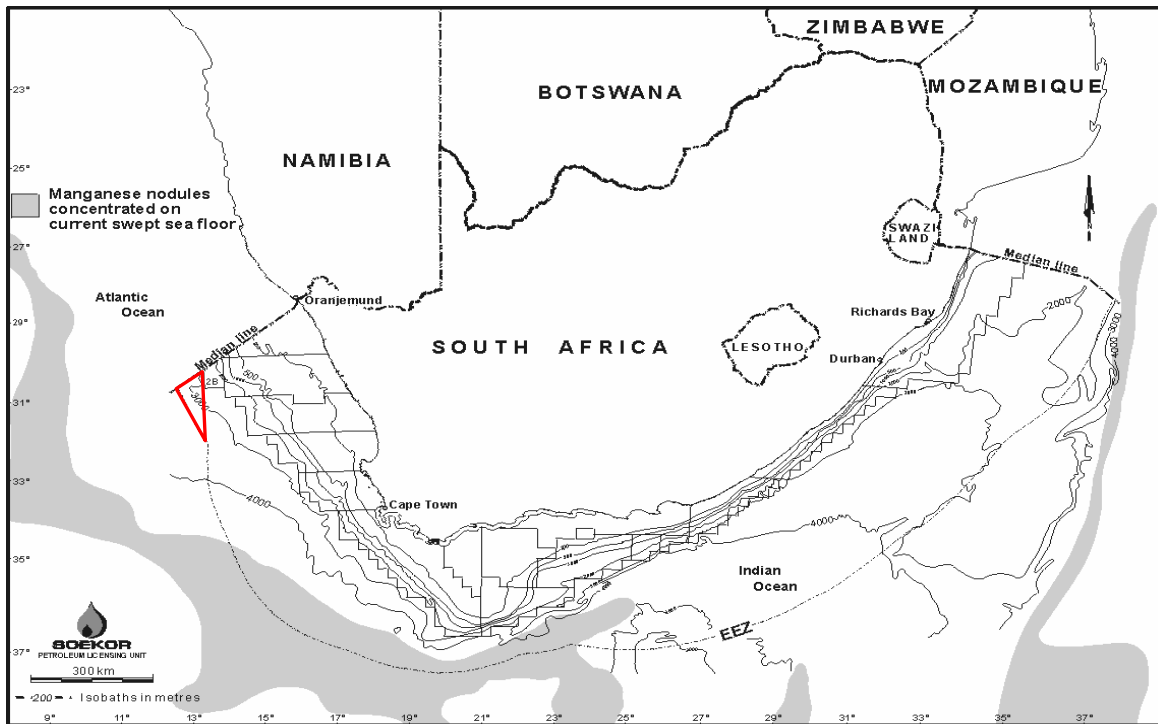 ZIMBABWE
23°
BOTSWANA
MOZAMBIQUE
NAMIBIA
25°
Manganese nodules
concentrated on
current swept sea floor
SWAZI
LAND
27°
Median line
Atlantic
Ocean
Oranjemund
2000
3000
4000
29°
Richards Bay
Median line
SOUTH AFRICA
LESOTHO
Durban
500
2B
31°
3000
33°
4000
Cape Town
4000
35°
Indian
Ocean
EEZ
SOEKOR
PETROLEUM LICENSING UNIT
37°
300 km
200 Isobaths in metres
9° 11° 13° 15° 17° 19° 21° 23° 25° 27° 29° 31° 33° 35° 37°